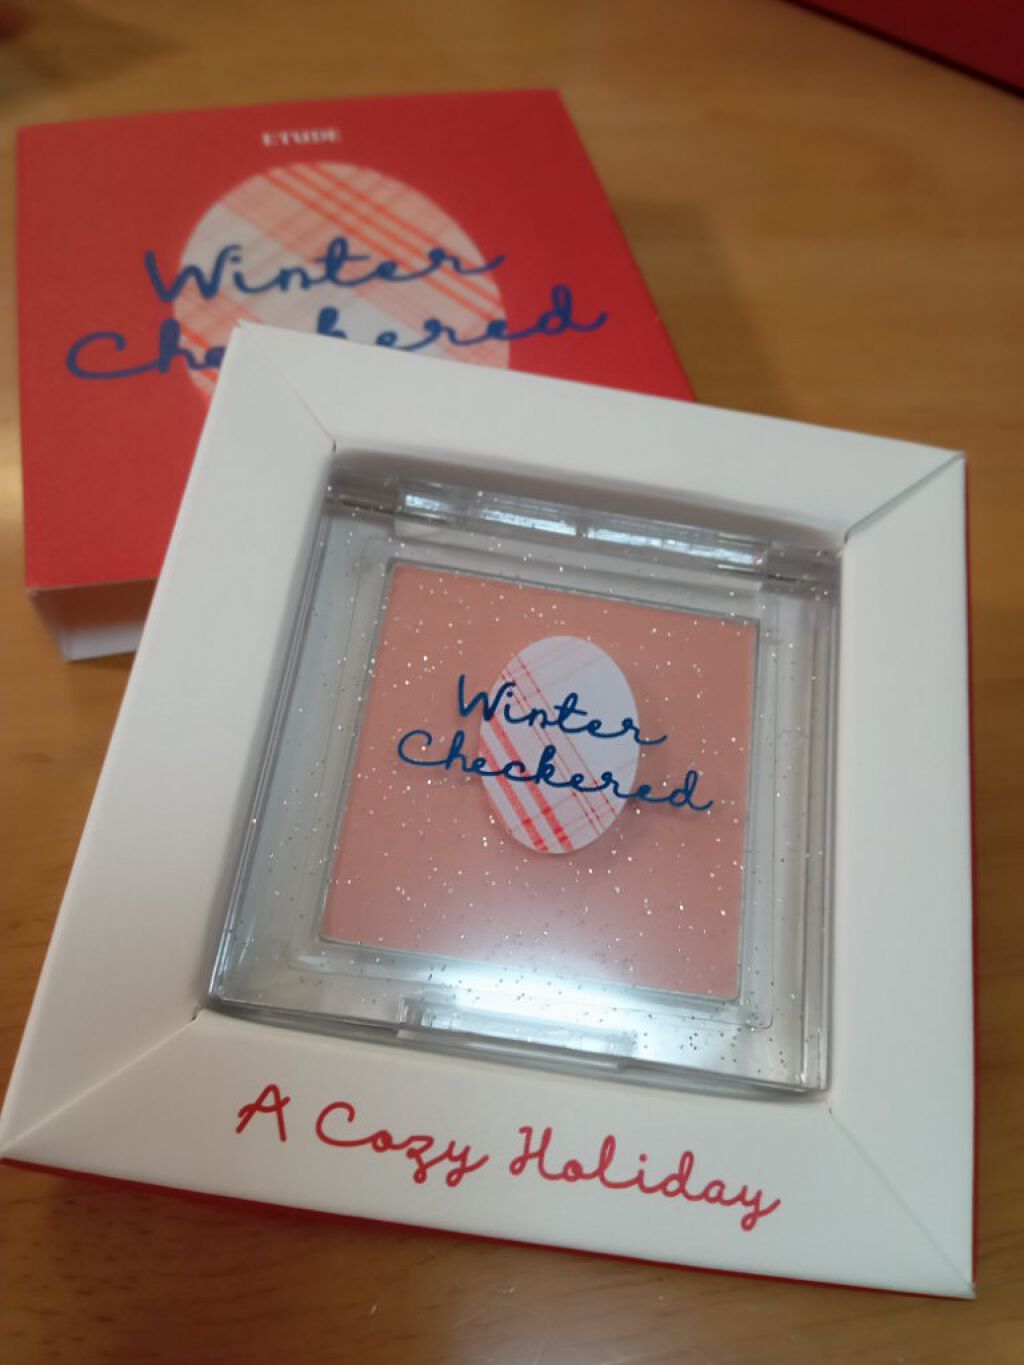 ETUDE
Winter
Checkered
Winter
Checkered
A Cozy Holiday